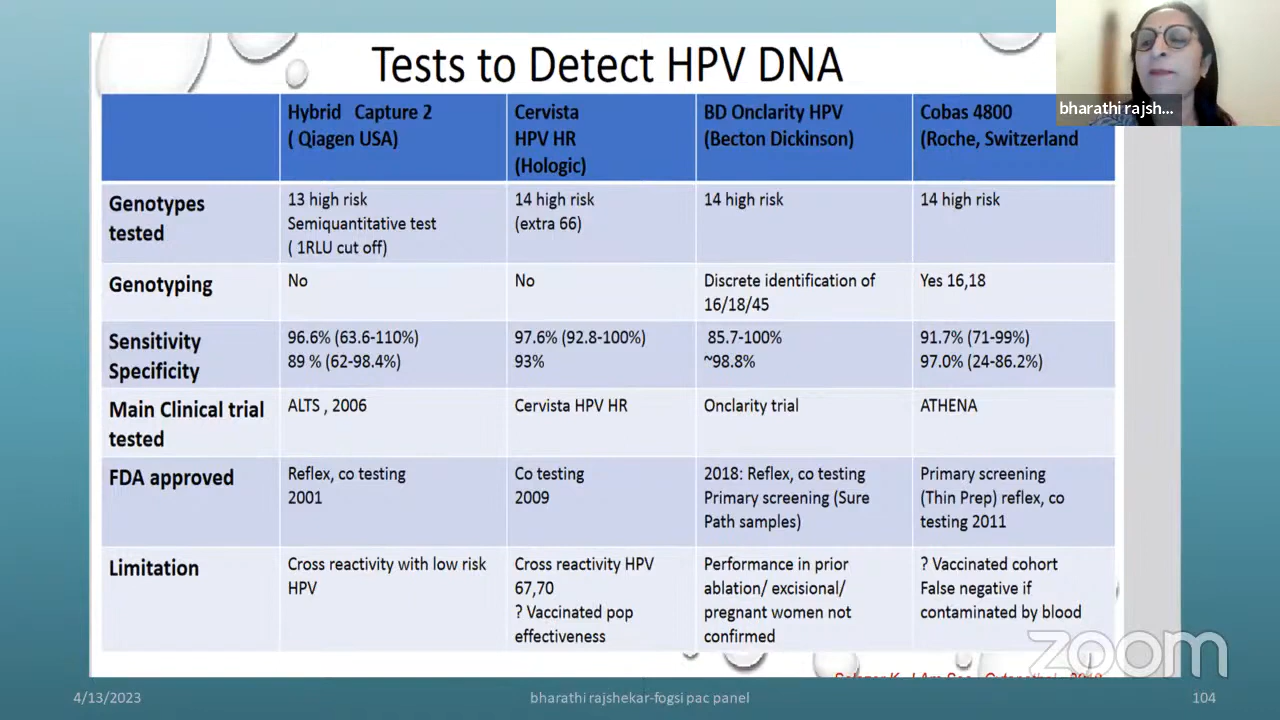 Tests to Detect HPV DNA
bharathi rajsh...
Hybrid Capture 2
( Qiagen USA)
Cervista
HPV HR
(Hologic)
BD Onclarity HPV
(Becton Dickinson)
Cobas 4800
(Roche, Switzerland
Genotypes
tested
13 high risk
Semiquantitative test
( 1RLU cut off)
14 high risk
(extra 66)
14 high risk
14 high risk
Genotyping
No
No
Discrete identification of
16/18/45
Yes 16,18
Sensitivity
Specificity
96.6% (63.6-110%)
89 % (62-98.4%)
97.6% (92.8-100%)
93%
85.7-100%
~98.8%
91.7% (71-99%)
97.0% (24-86.2%)
Main Clinical trial
tested
ALTS , 2006
Cervista HPV HR
Onclarity trial
ATHENA
FDA approved
Reflex, co testing
2001
Co testing
2009
2018: Reflex, co testing
Primary screening (Sure
Path samples)
Primary screening
(Thin Prep) reflex, co
testing 2011
Limitation
Cross reactivity with low risk
HPV
Cross reactivity HPV
67,70
? Vaccinated pop
effectiveness
Performance in prior
ablation/ excisional/
pregnant women not
confirmed
? Vaccinated cohort
False negative if
contaminated by blood
zoom
4/13/2023
bharathi rajshekar-fogsi pac panel
104